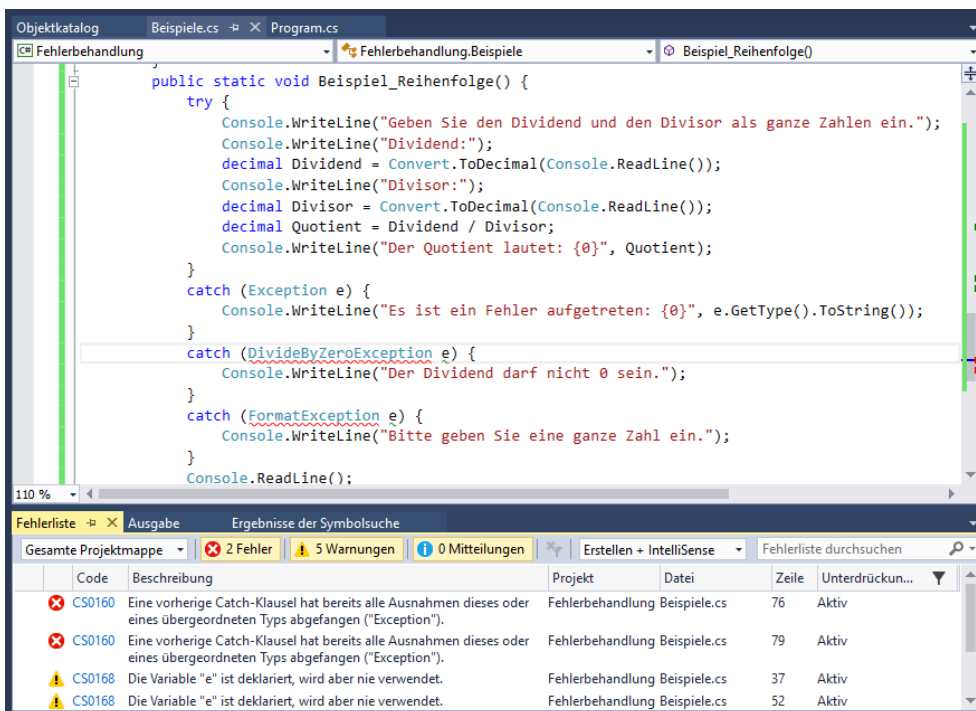 Objektkatalog Beispiele.cs Program.cs
C# Fehlerbehandlung Fehlerbehandlung.Beispiele Beispiel_Reihenfolge()
public static void Beispiel_Reihenfolge() {
try {
Console.WriteLine("Geben Sie den Dividend und den Divisor als ganze Zahlen ein.");
Console.WriteLine("Dividend:");
decimal Dividend = Convert.ToDecimal(Console.ReadLine());
Console.WriteLine("Divisor:");
decimal Divisor = Convert.ToDecimal(Console.ReadLine());
decimal Quotient = Dividend / Divisor;
Console.WriteLine("Der Quotient lautet: {0}", Quotient);
}
catch (Exception e) {
Console.WriteLine("Es ist ein Fehler aufgetreten: {0}", e.GetType().ToString());
}
catch (DivideByZeroException e) {
Console.WriteLine("Der Dividend darf nicht 0 sein.");
}
catch (FormatException e) {
Console.WriteLine("Bitte geben Sie eine ganze Zahl ein.");
}
Console.ReadLine();
110 %
Fehlerliste Ausgabe Ergebnisse der Symbolsuche
Gesamte Projektmappe 2 Fehler 5 Warnungen 0 Mitteilungen Erstellen + IntelliSense Fehlerliste durchsuchen
Code Beschreibung Projekt Datei Zeile Unterdrückun...
CS0160 Eine vorherige Catch-Klausel hat bereits alle Ausnahmen dieses oder Fehlerbehandlung Beispiele.cs 76 Aktiv
eines übergeordneten Typs abgefangen ("Exception").
CS0160 Eine vorherige Catch-Klausel hat bereits alle Ausnahmen dieses oder Fehlerbehandlung Beispiele.cs 79 Aktiv
eines übergeordneten Typs abgefangen ("Exception").
CS0168 Die Variable "e" ist deklariert, wird aber nie verwendet. Fehlerbehandlung Beispiele.cs 37 Aktiv
CS0168 Die Variable "e" ist deklariert, wird aber nie verwendet. Fehlerbehandlung Beispiele.cs 52 Aktiv